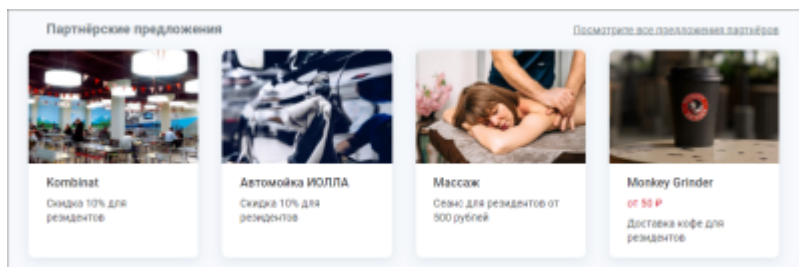 Партнёрские предложения
Посмотрите все предложения партнёров
Kombinat
Скидка 10% для
резидентов
Автомойка ИОЛЛА
Скидка 10% для
резидентов
Массаж
Сеанс для резидентов от
500 рублей
Monkey Grinder
от 50 ₽
Доставка кофе для
резидентов